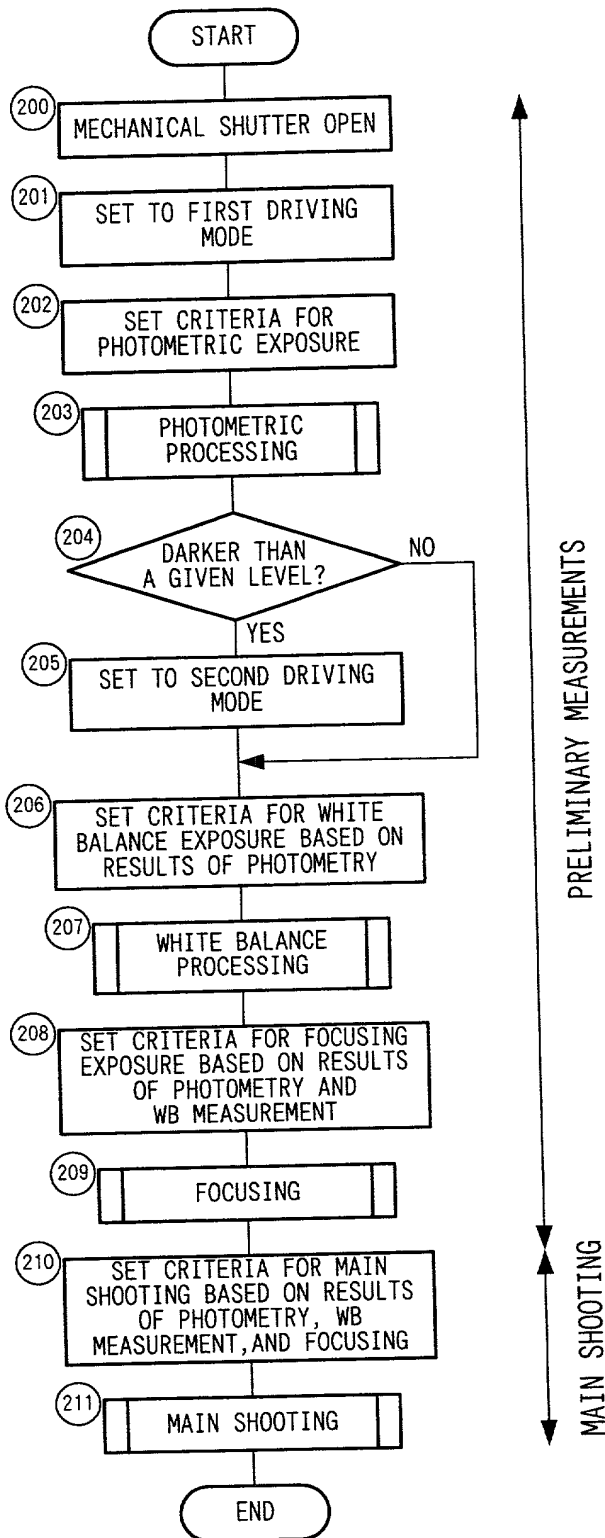 START
200
MECHANICAL SHUTTER OPEN
201
SET TO FIRST DRIVING
MODE
202
SET CRITERIA FOR
PHOTOMETRIC EXPOSURE
203
PHOTOMETRIC
PROCESSING
204
DARKER THAN
A GIVEN LEVEL?
NO
YES
205
SET TO SECOND DRIVING
MODE
206
SET CRITERIA FOR WHITE
BALANCE EXPOSURE BASED ON
RESULTS OF PHOTOMETRY
207
WHITE BALANCE
PROCESSING
208
SET CRITERIA FOR FOCUSING
EXPOSURE BASED ON RESULTS
OF PHOTOMETRY AND
WB MEASUREMENT
209
FOCUSING
210
SET CRITERIA FOR MAIN
SHOOTING BASED ON RESULTS
OF PHOTOMETRY, WB
MEASUREMENT,AND FOCUSING
211
MAIN SHOOTING
END
PRELIMINARY MEASUREMENTS
MAIN SHOOTING